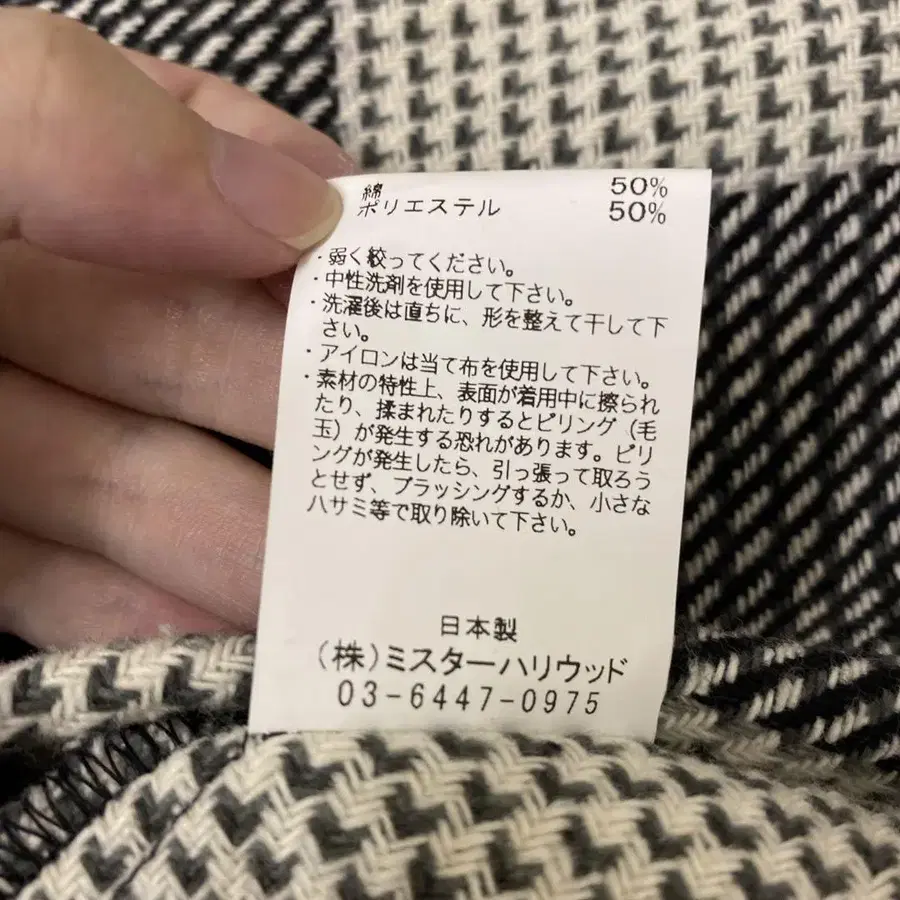 綿 50%
ポリエステル 50%
・弱く絞ってください。
・中性洗剤を使用して下さい。
・洗濯後は直ちに、形を整えて干して下
さい。
・アイロンは当て布を使用して下さい。
・素材の特性上、表面が着用中に擦られ
たり、揉まれたりするとピリング（毛
玉）が発生する恐れがあります。ピリ
ングが発生したら、引っ張って取ろう
とせず、ブラッシングするか、小さな
ハサミ等で取り除いて下さい。
日本製
(株)ミスターハリウッド
03-6447-0975